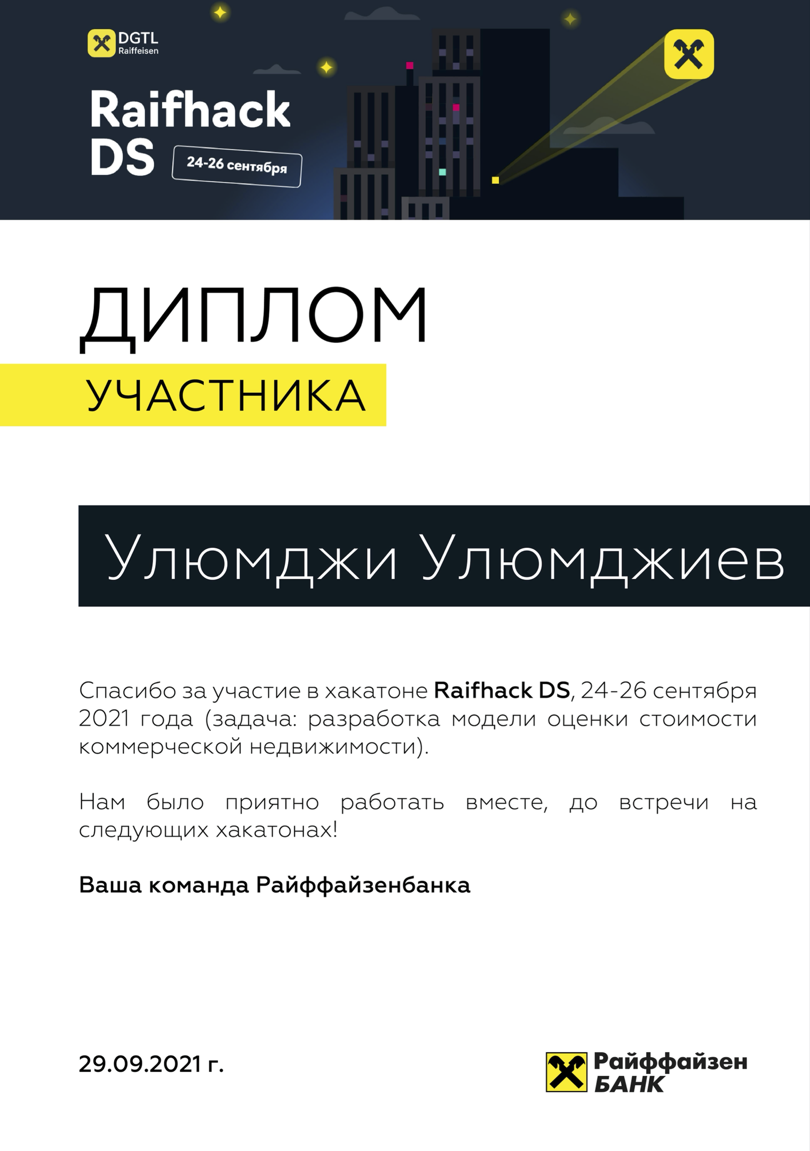 DGTL
Raiffeisen
Raifhack
DS
24-26 сентября
ДИПЛОМ
УЧАСТНИКА
Улюмджи Улюмджиев
Спасибо за участие в хакатоне Raifhack DS, 24-26 сентября
2021 года (задача: разработка модели оценки стоимости
коммерческой недвижимости).
Нам было приятно работать вместе, до встречи на
следующих хакатонах!
Ваша команда Райффайзенбанка
29.09.2021 г.
Райффайзен
БАНК